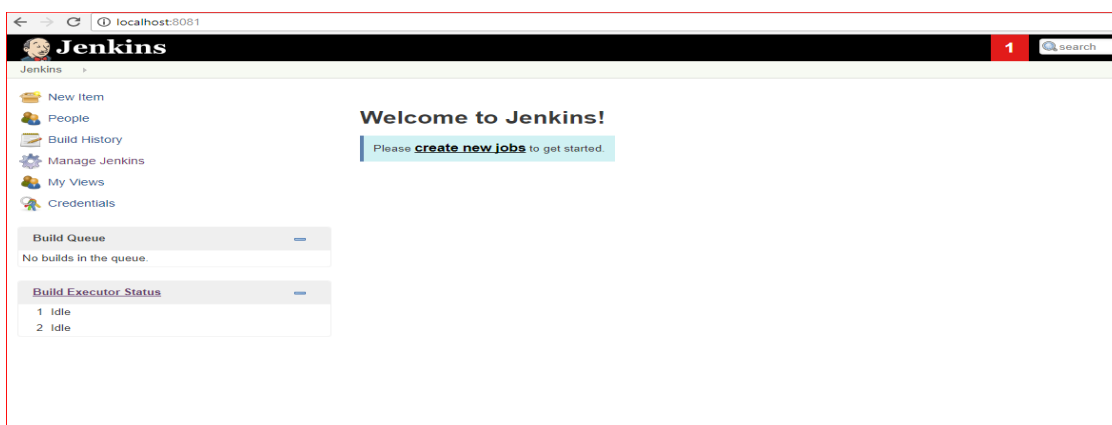 localhost:8081
Jenkins
1
search
Jenkins
New Item
People
Build History
Manage Jenkins
My Views
Credentials
Build Queue
No builds in the queue.
Build Executor Status
1 Idle
2 Idle
Welcome to Jenkins!
Please create new jobs to get started.